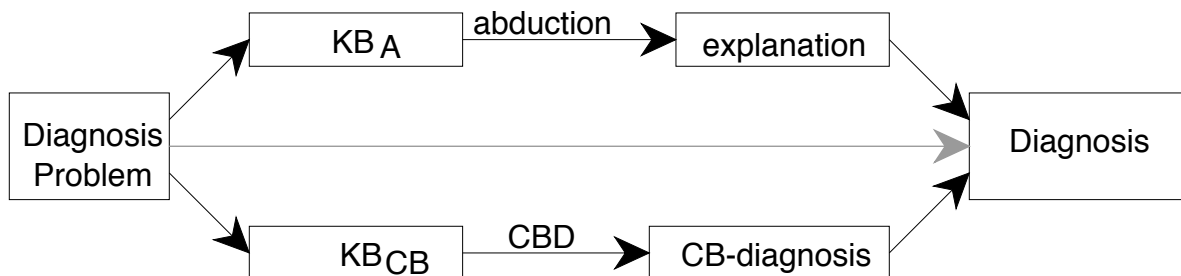 KB A
abduction
explanation
Diagnosis
Problem
Diagnosis
KB CB
CBD
CB-diagnosis